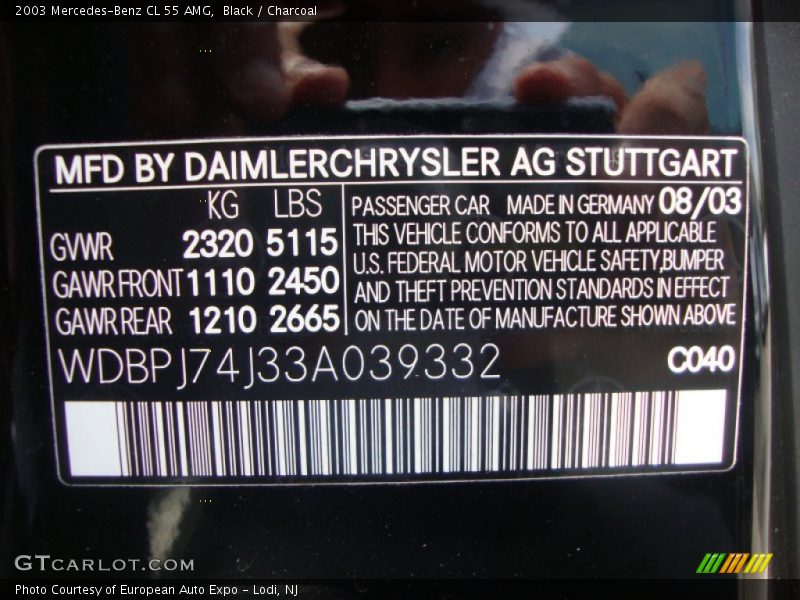 2003 Mercedes-Benz CL 55 AMG, Black / Charcoal
MFD BY DAIMLERCHRYSLER AG STUTTGART
KG LBS
GVWR 2320 5115
GAWR FRONT 1110 2450
GAWR REAR 1210 2665
PASSENGER CAR MADE IN GERMANY 08/03
THIS VEHICLE CONFORMS TO ALL APPLICABLE
U.S. FEDERAL MOTOR VEHICLE SAFETY,BUMPER
AND THEFT PREVENTION STANDARDS IN EFFECT
ON THE DATE OF MANUFACTURE SHOWN ABOVE
WDBPJ74J33A039332 C040
GTCARLOT.COM
Photo Courtesy of European Auto Expo - Lodi, NJ